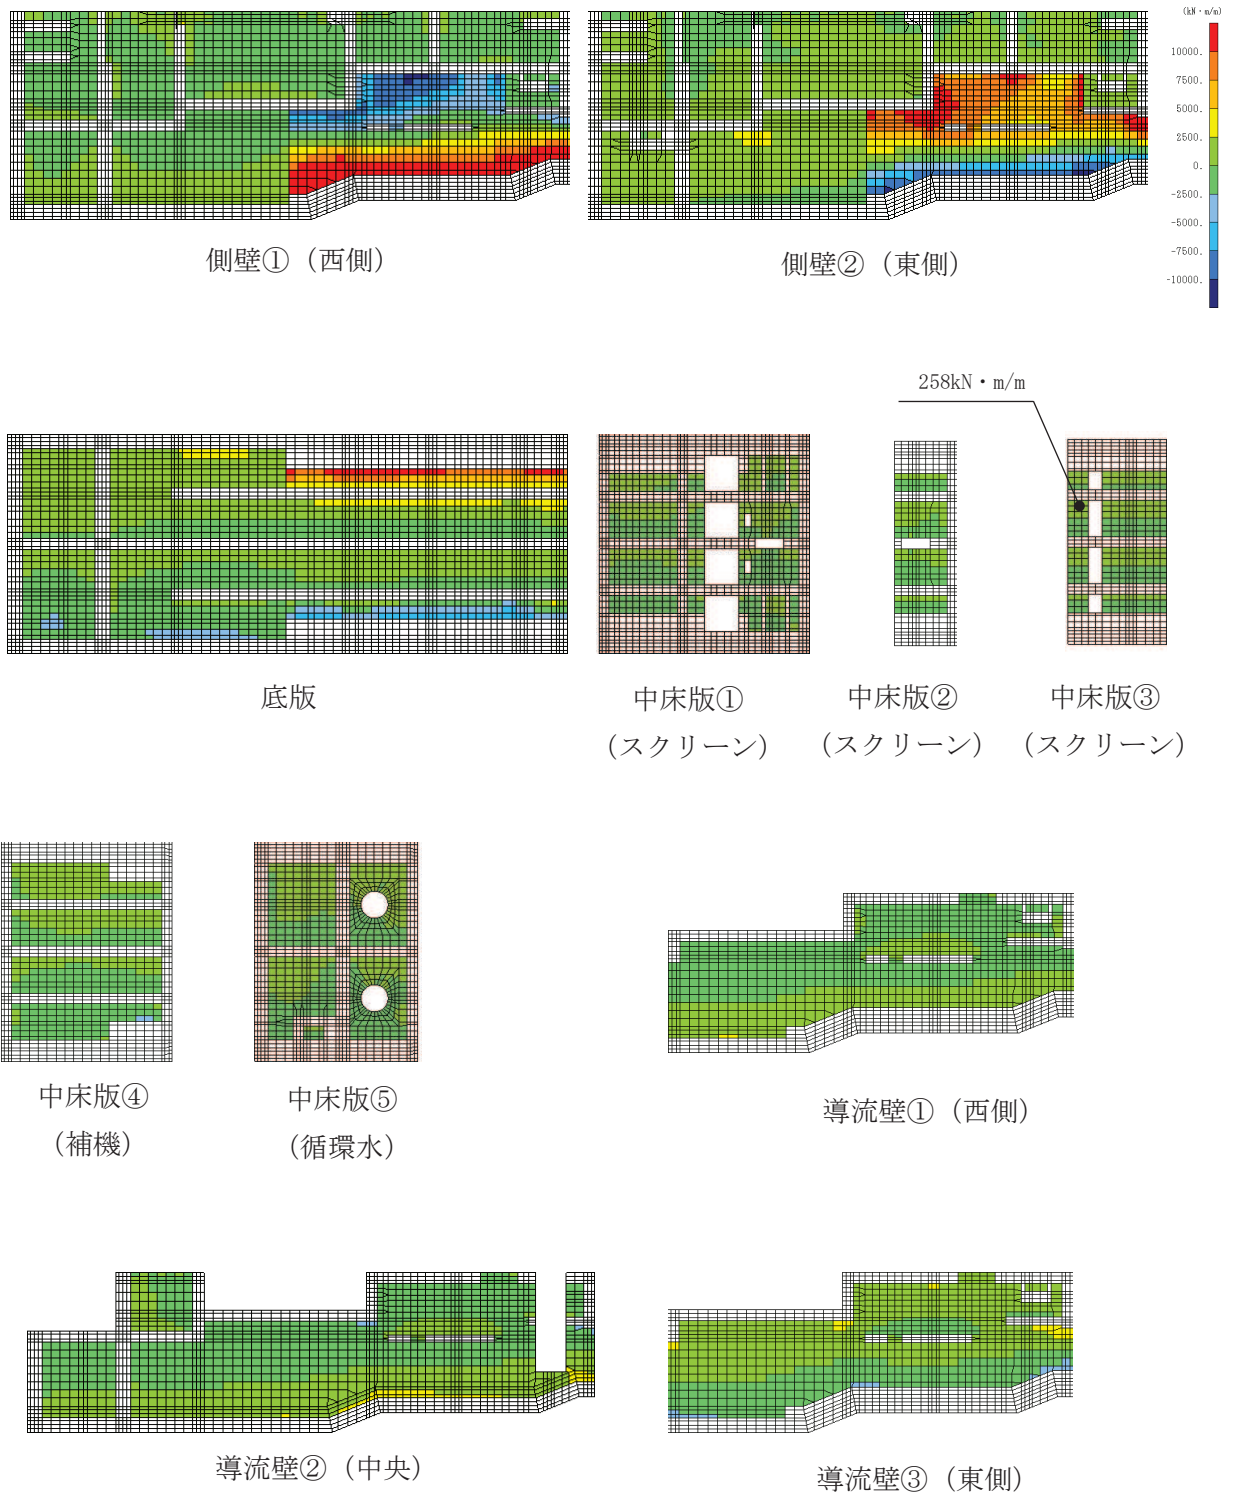 (kN・m/m)
10000.
7500.
5000.
2500.
0.
-2500.
-5000.
-7500.
-10000.
側壁①（西側）
側壁②（東側）
258kN・m/m
底版
中床版①
（スクリーン）
中床版②
（スクリーン）
中床版③
（スクリーン）
中床版④
（補機）
中床版⑤
（循環水）
導流壁①（西側）
導流壁②（中央）
導流壁③（東側）